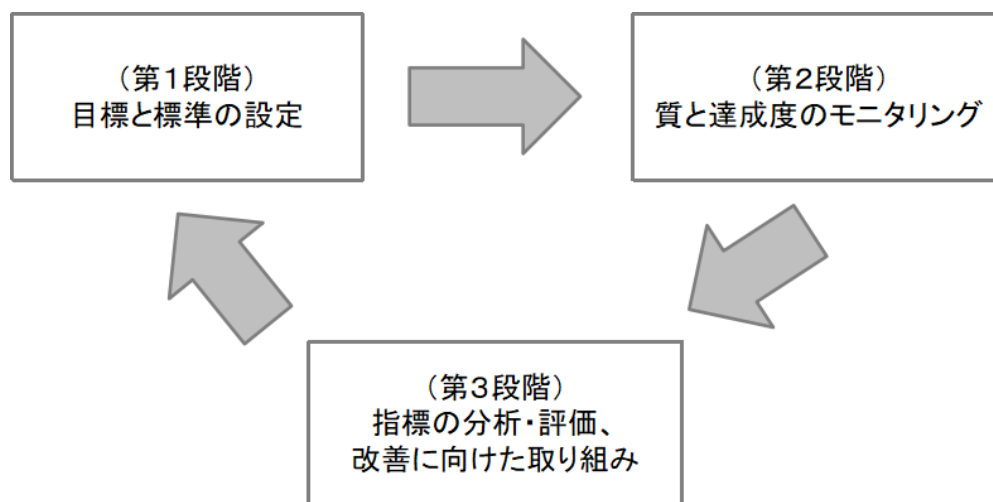 (第1段階)
目標と標準の設定
(第2段階)
質と達成度のモニタリング
(第3段階)
指標の分析・評価、
改善に向けた取り組み